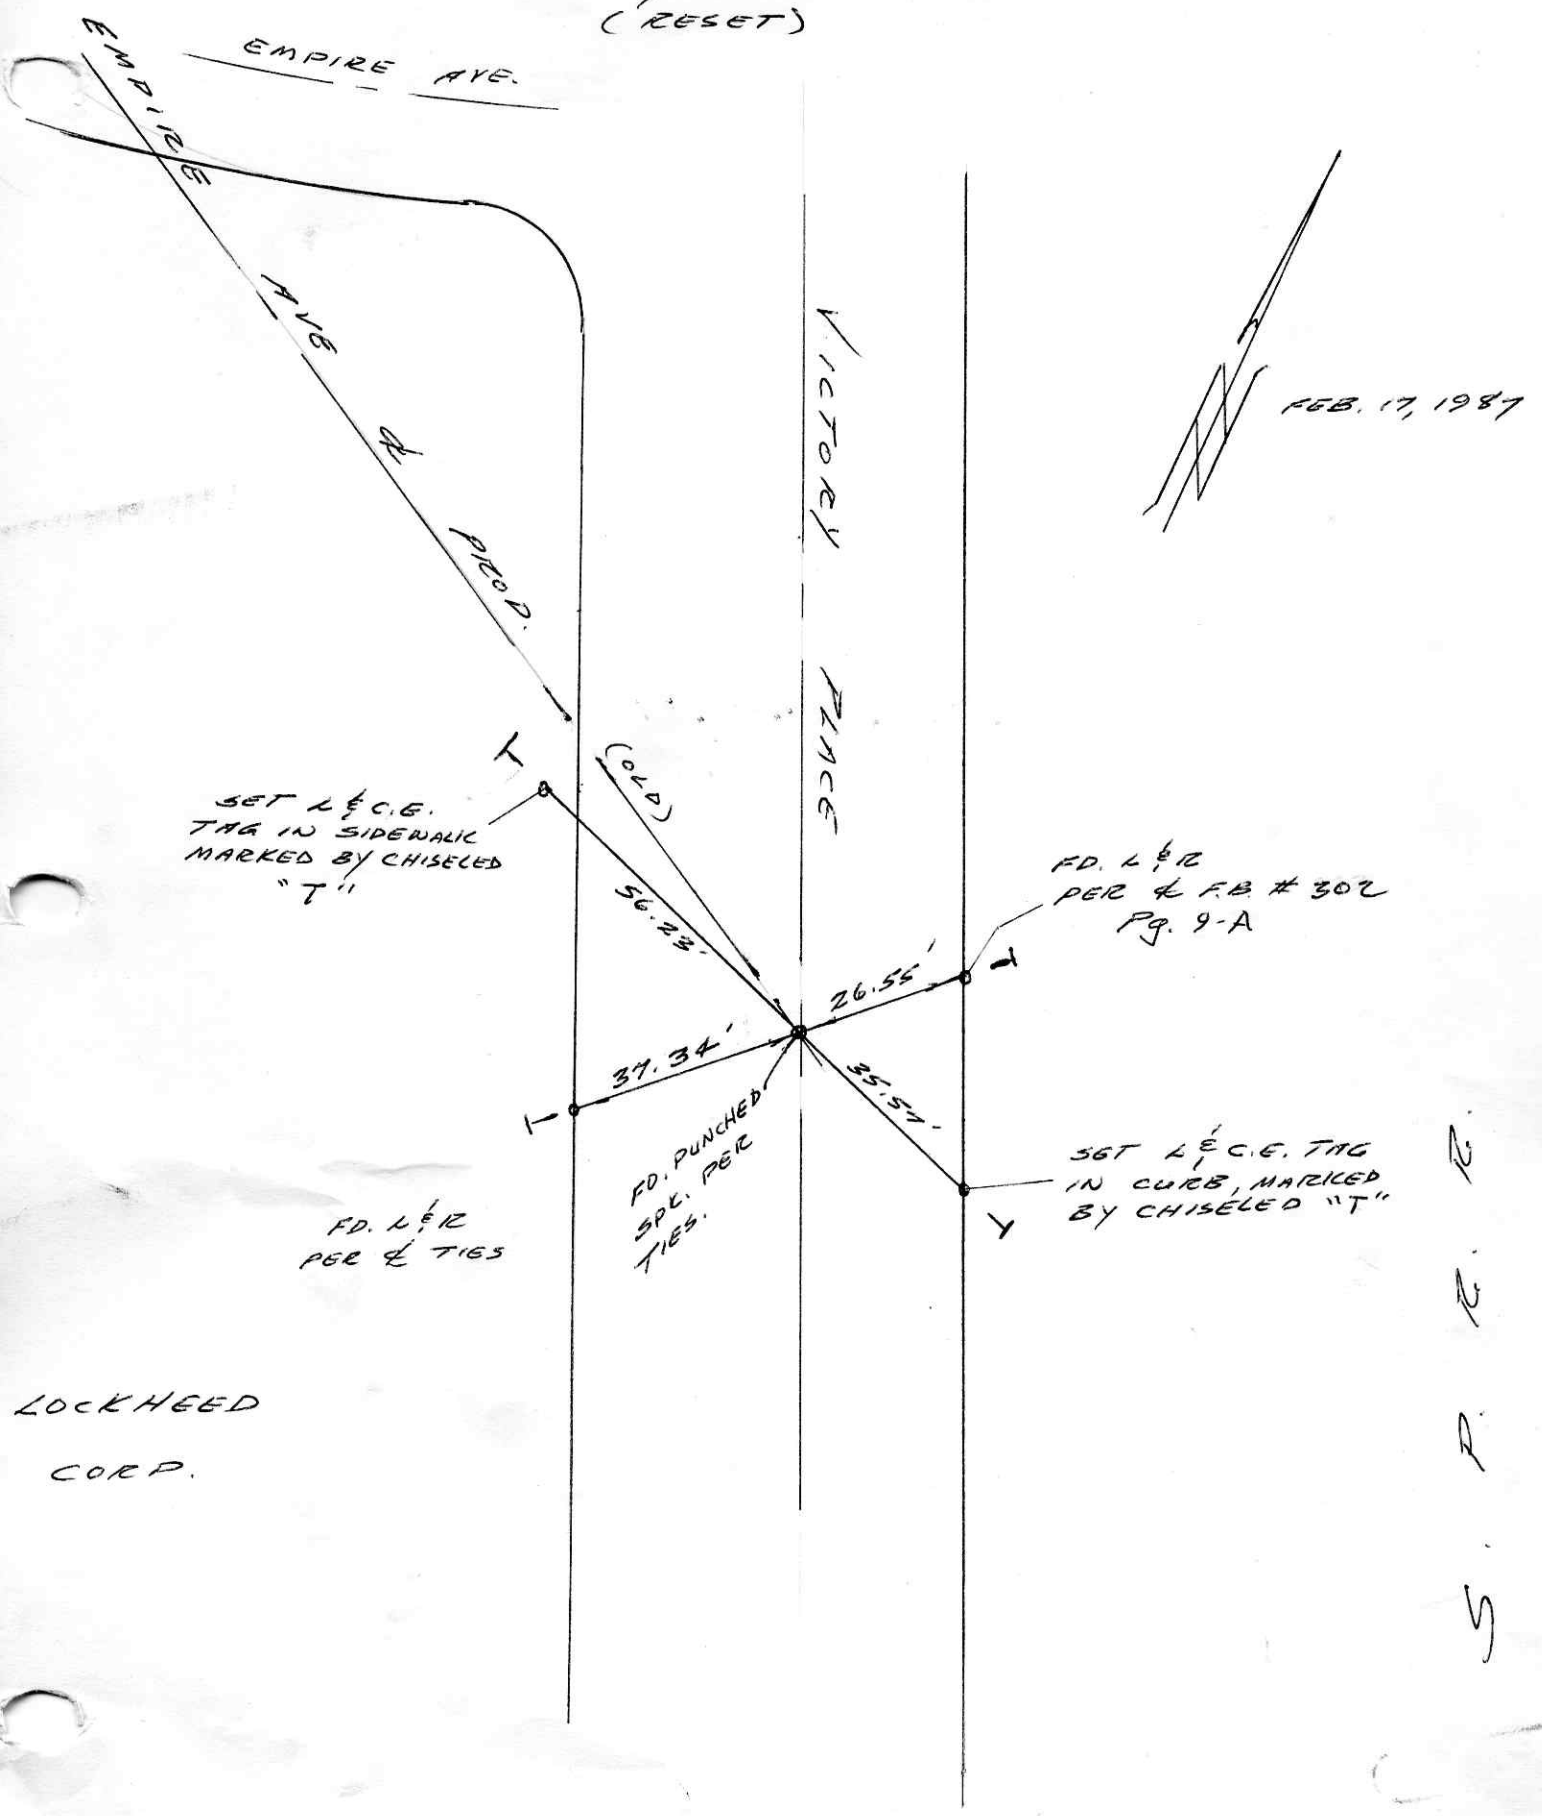 (RESET)
EMPIRE AVE.
EMPIRE AVE ℄ PROD.
(OLD)
VICTORY PLACE
N
FEB. 17, 1987
T
SET L & C.E.
TAG IN SIDEWALK
MARKED BY CHISELED
"T"
56.23'
FD. L & R
PER ℄ F.B. # 302
Pg. 9-A
T
26.55'
37.34'
35.57'
T
FD. PUNCHED
SPK. PER
TIES.
SET L & C.E. TAG
IN CURB, MARKED
BY CHISELED "T"
T
FD. L & R
PER ℄ TIES
LOCKHEED
CORP.
S. P. R. R.